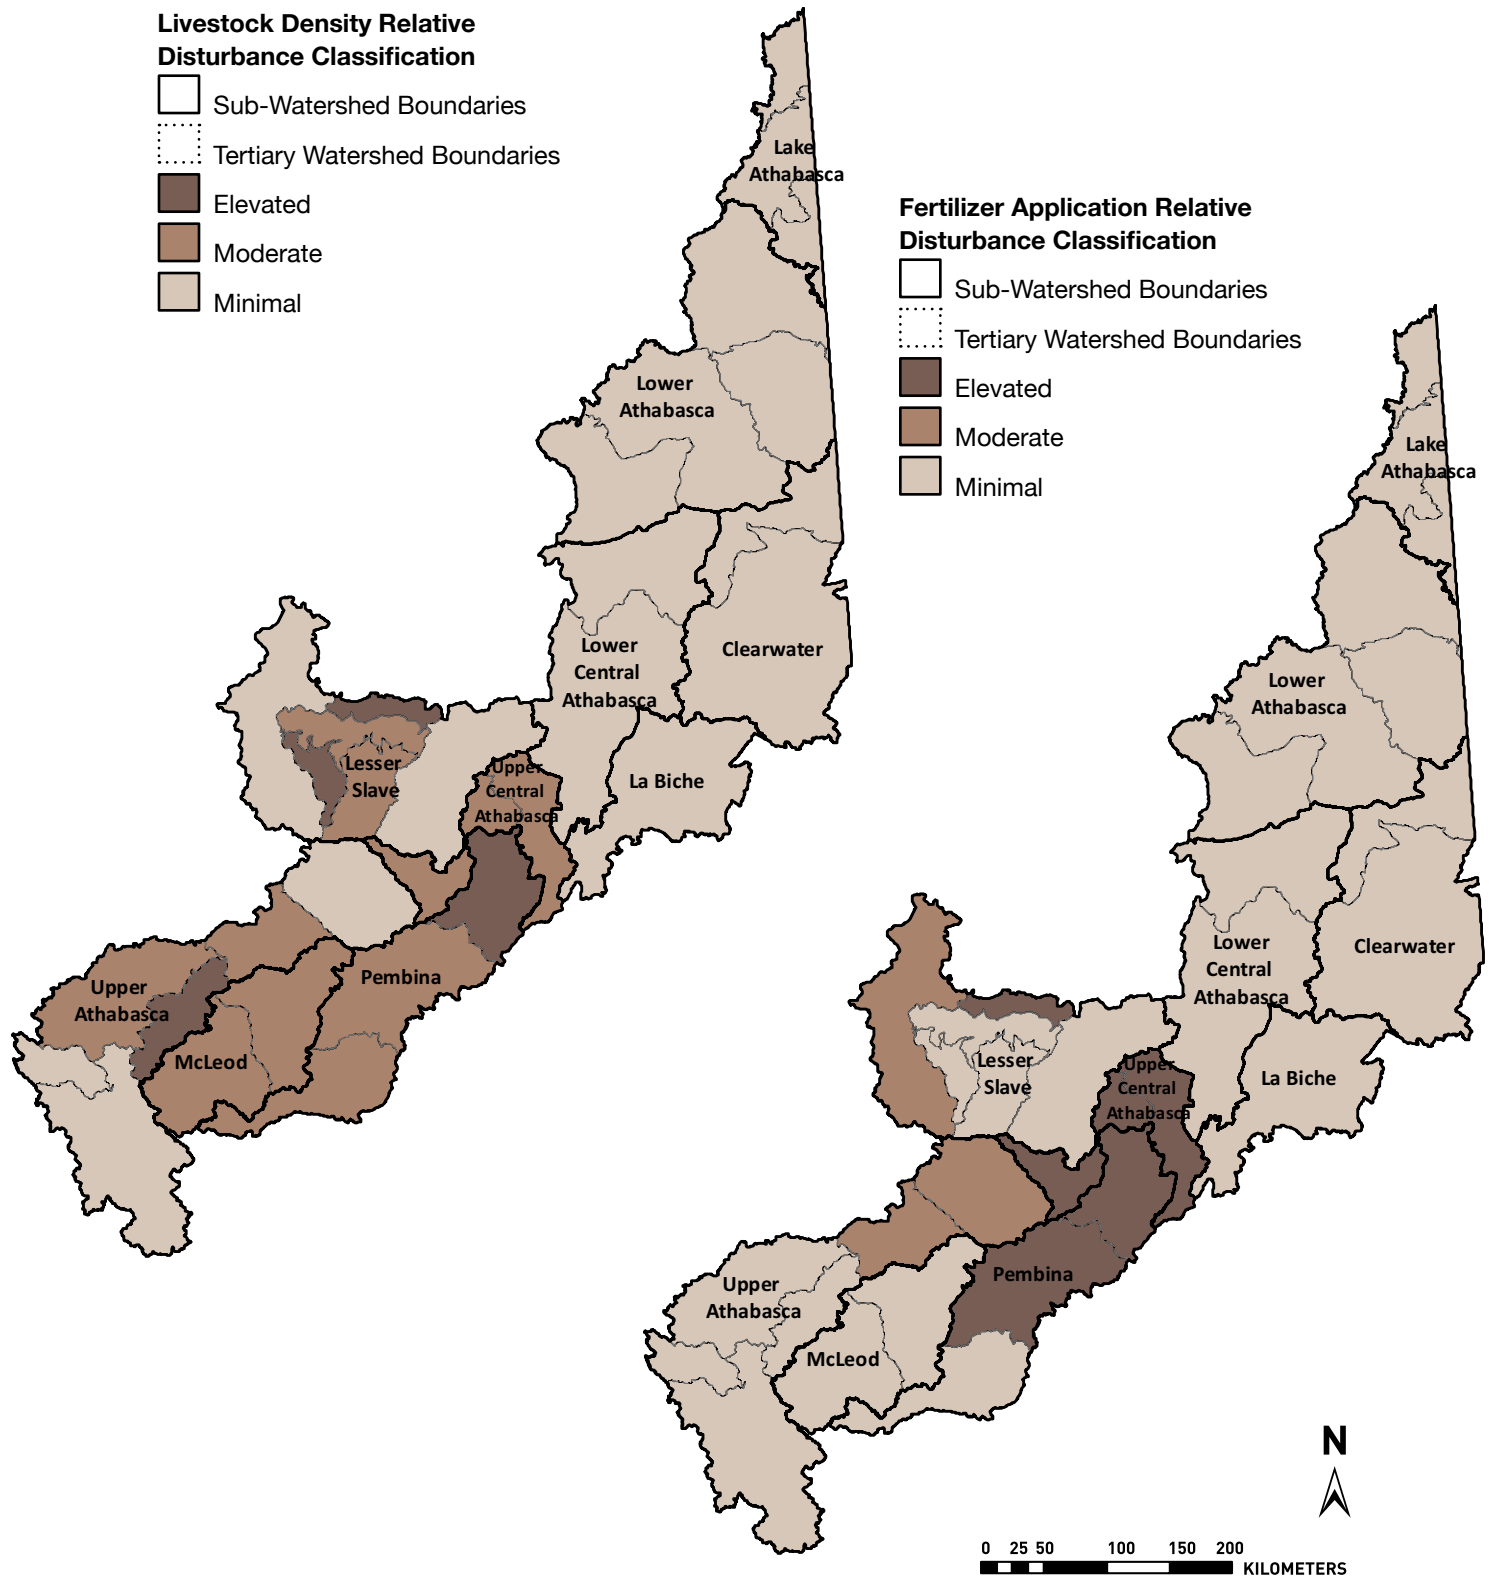 Livestock Density Relative
Disturbance Classification
Sub-Watershed Boundaries
Tertiary Watershed Boundaries
Elevated
Moderate
Minimal
Lake
Athabasca
Lower
Athabasca
Lower
Central
Athabasca
Clearwater
Lesser
Slave
Upper
Central
Athabasca
La Biche
Pembina
Upper
Athabasca
McLeod
Fertilizer Application Relative
Disturbance Classification
Sub-Watershed Boundaries
Tertiary Watershed Boundaries
Elevated
Moderate
Minimal
Lake
Athabasca
Lower
Athabasca
Lower
Central
Athabasca
Clearwater
Lesser
Slave
Upper
Central
Athabasca
La Biche
Pembina
Upper
Athabasca
McLeod
N
0 25 50 100 150 200
KILOMETERS